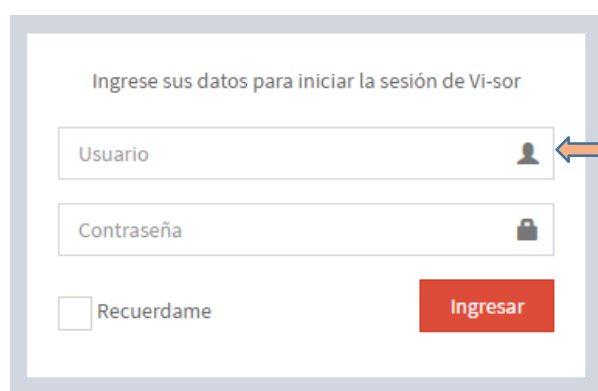 Ingrese sus datos para iniciar la sesión de Vi-sor
Usuario
Contraseña
Recuerdame
Ingresar